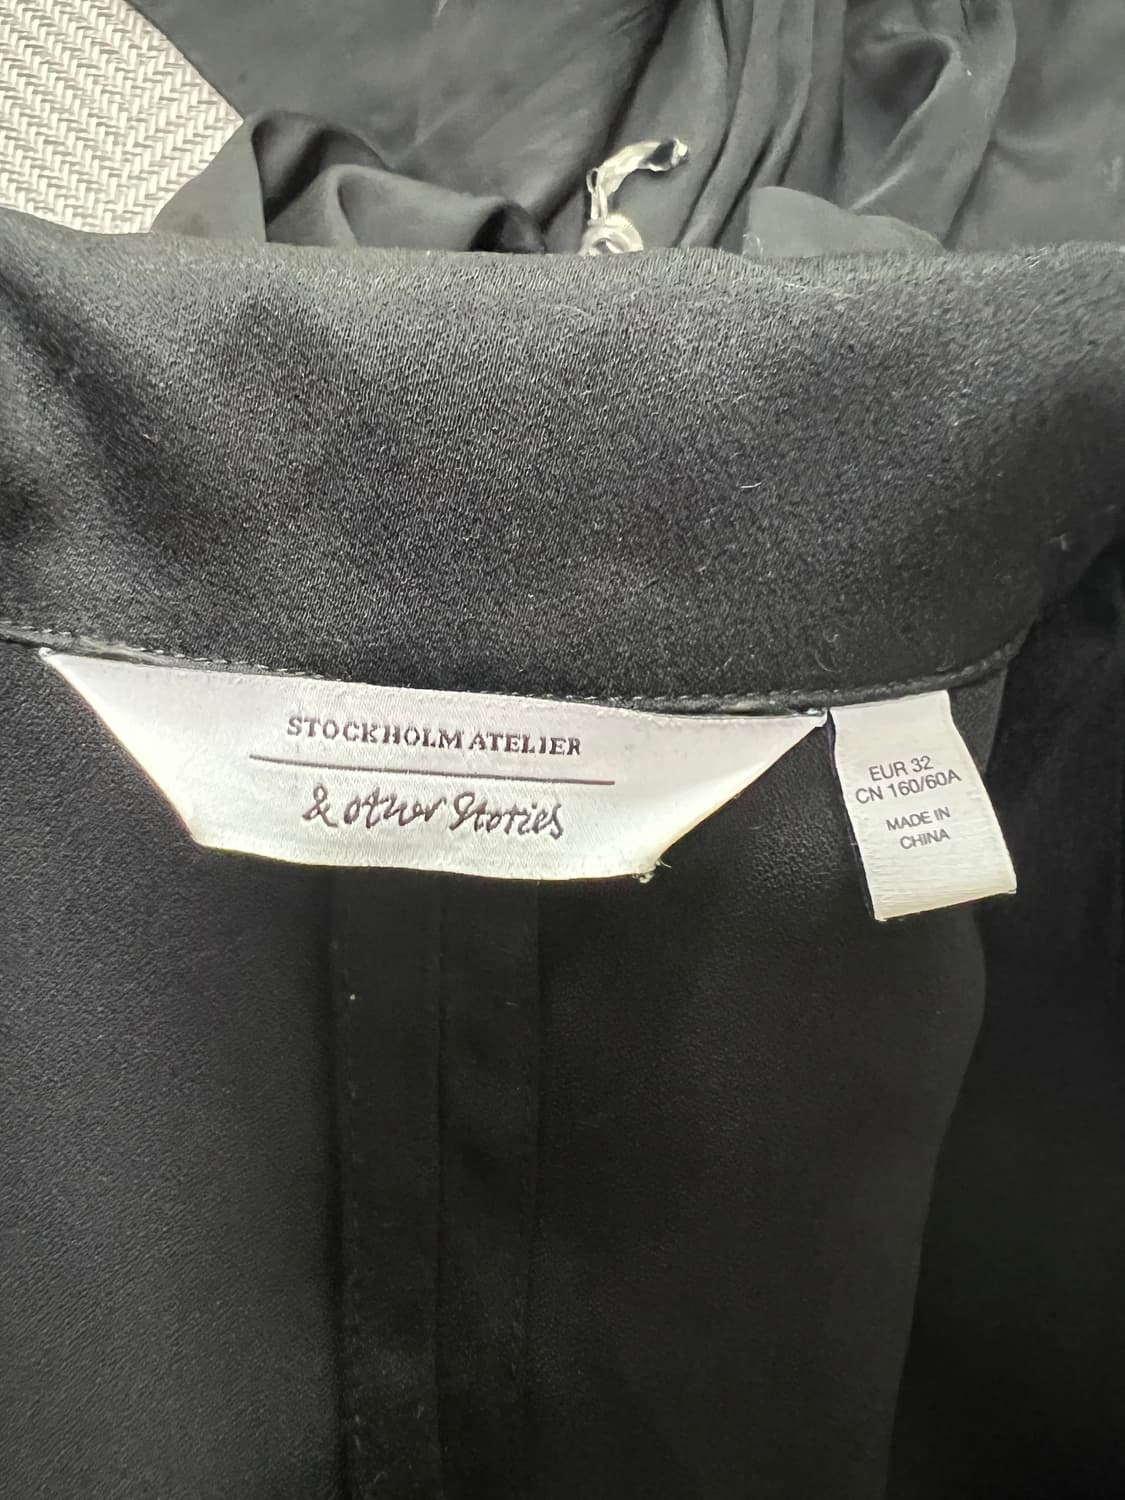 STOCKHOLM ATELIER
& other Stories
EUR 32
CN 160/60A
MADE IN
CHINA